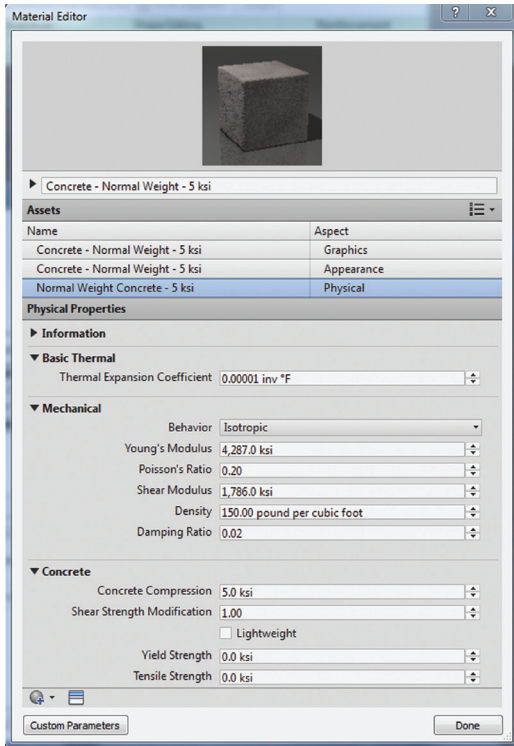 Material Editor
Concrete - Normal Weight - 5 ksi
Assets
Name Aspect
Concrete - Normal Weight - 5 ksi Graphics
Concrete - Normal Weight - 5 ksi Appearance
Normal Weight Concrete - 5 ksi Physical
Physical Properties
Information
Basic Thermal
Thermal Expansion Coefficient 0.00001 inv °F
Mechanical
Behavior Isotropic
Young's Modulus 4,287.0 ksi
Poisson's Ratio 0.20
Shear Modulus 1,786.0 ksi
Density 150.00 pound per cubic foot
Damping Ratio 0.02
Concrete
Concrete Compression 5.0 ksi
Shear Strength Modification 1.00
Lightweight
Yield Strength 0.0 ksi
Tensile Strength 0.0 ksi
Custom Parameters Done